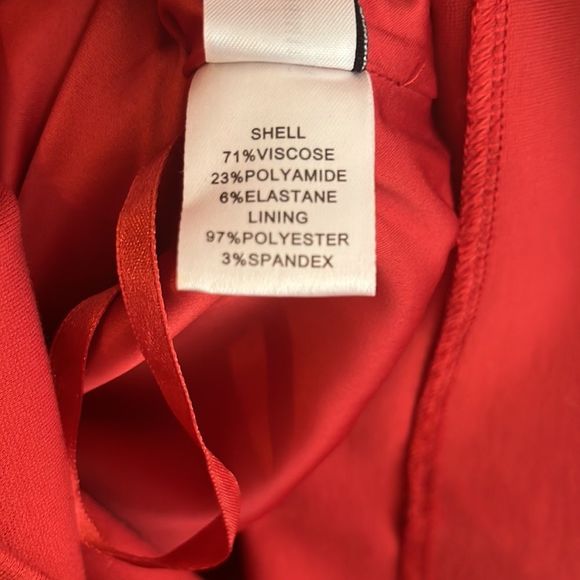 SHELL
71%VISCOSE
23%POLYAMIDE
6%ELASTANE
LINING
97%POLYESTER
3%SPANDEX